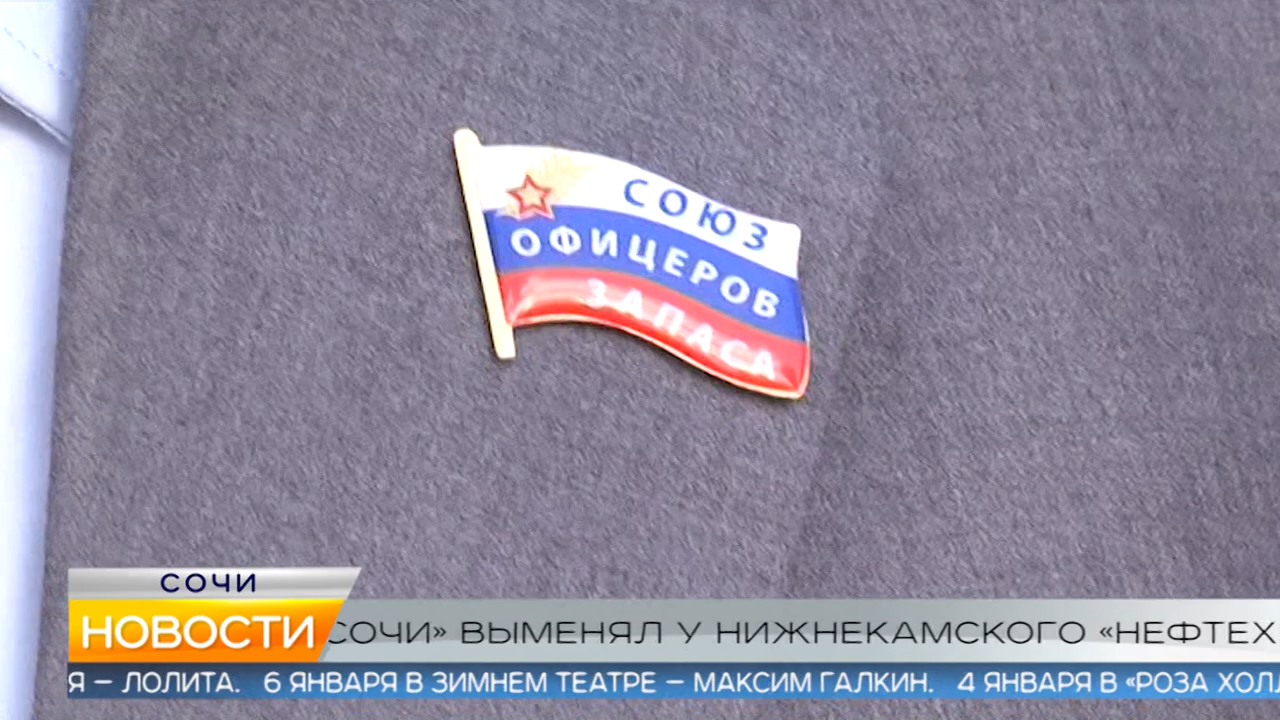 СОЮЗ
ОФИЦЕРОВ
ЗАПАСА
СОЧИ
НОВОСТИ
СОЧИ» ВЫМЕНЯЛ У НИЖНЕКАМСКОГО «НЕФТЕХ
Я – ЛОЛИТА. 6 ЯНВАРЯ В ЗИМНЕМ ТЕАТРЕ – МАКСИМ ГАЛКИН. 4 ЯНВАРЯ В «РОЗА ХОЛЛ